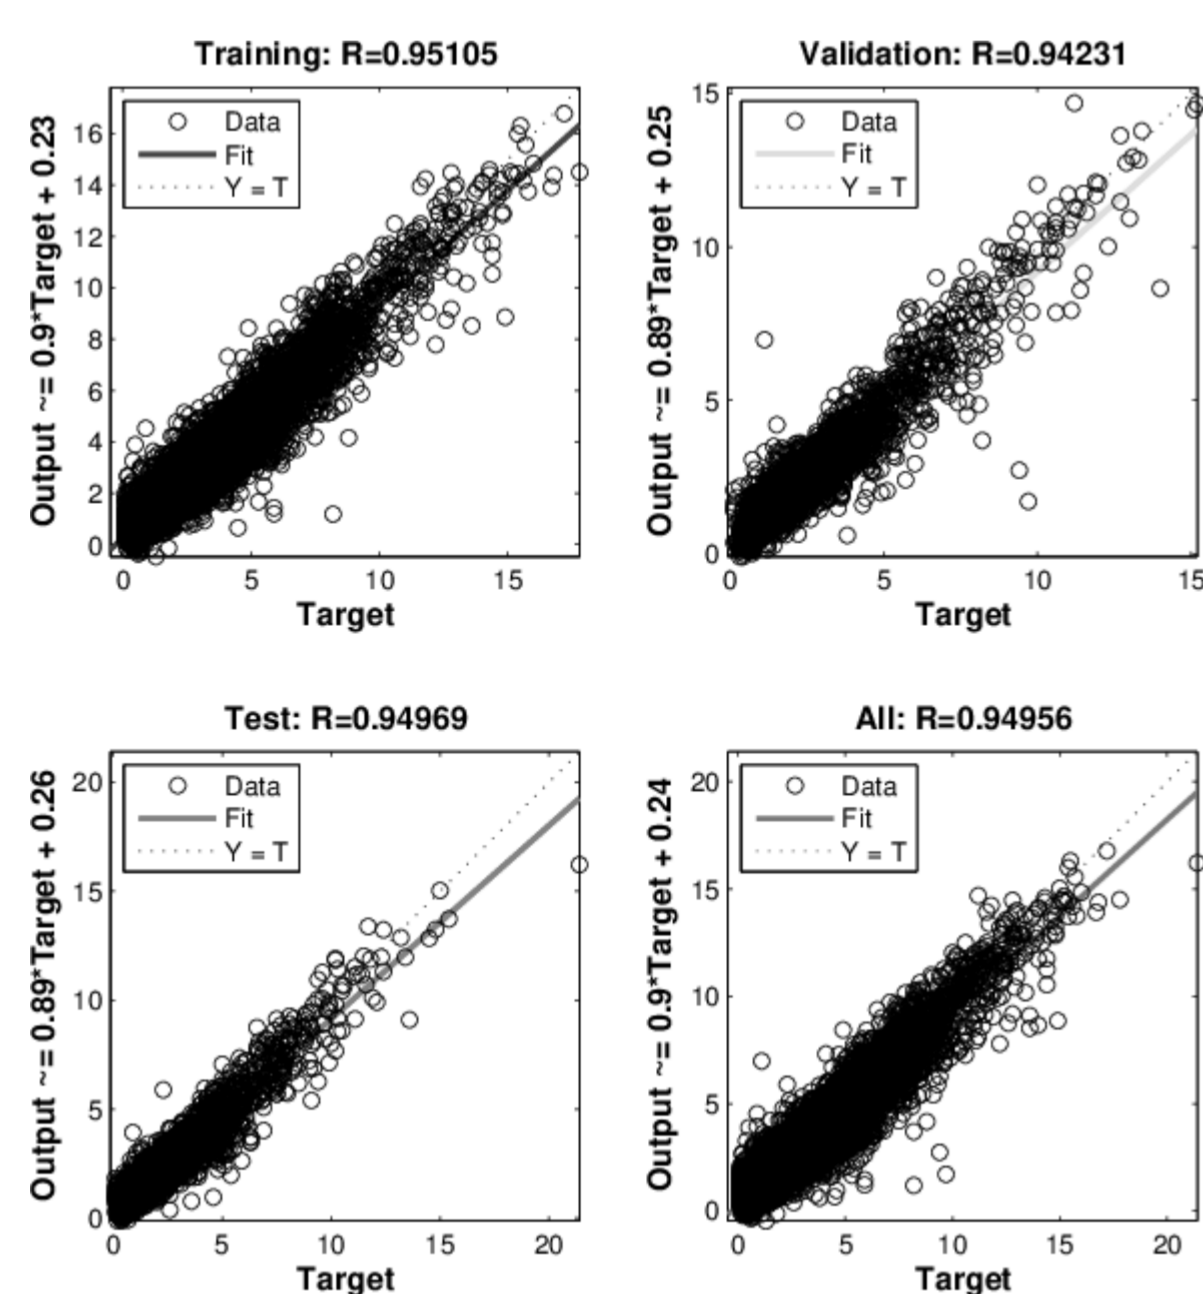 Training: R=0.95105
Output ~= 0.9*Target + 0.23
Data
Fit
Y = T
16
14
12
10
8
6
4
2
0
0 5 10 15
Target
Validation: R=0.94231
Output ~= 0.89*Target + 0.25
Data
Fit
Y = T
15
10
5
0
0 5 10 15
Target
Test: R=0.94969
Output ~= 0.89*Target + 0.26
Data
Fit
Y = T
20
15
10
5
0
0 5 10 15 20
Target
All: R=0.94956
Output ~= 0.9*Target + 0.24
Data
Fit
Y = T
20
15
10
5
0
0 5 10 15 20
Target